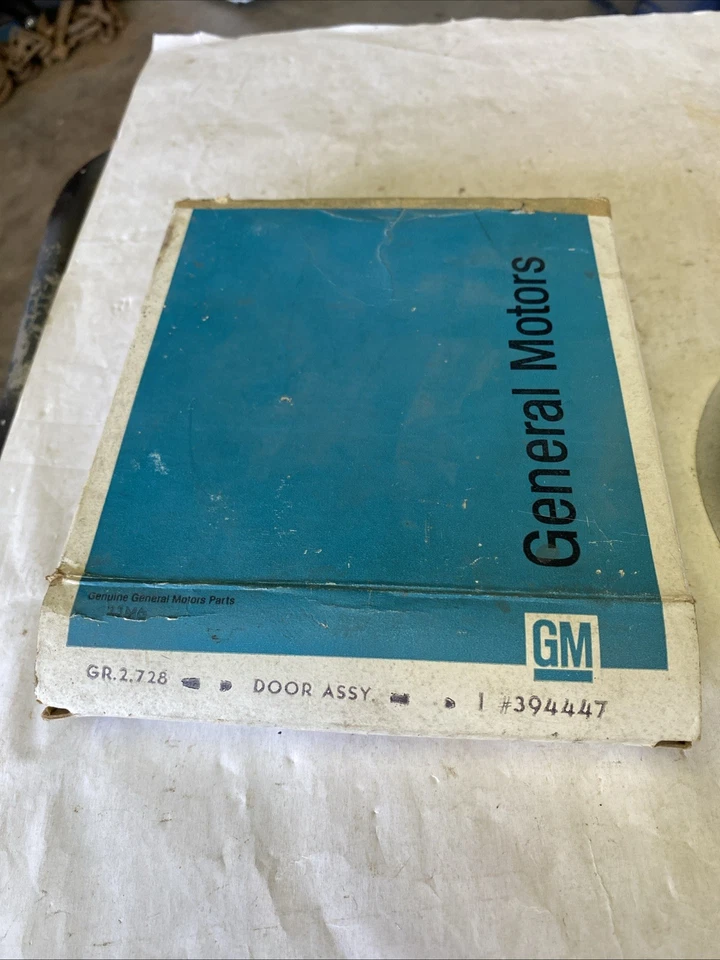 General Motors
Genuine General Motors Parts
GM
GR.2.728 DOOR ASSY. 1 #394447